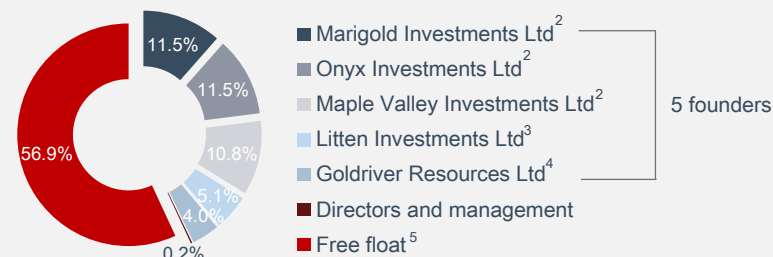 11.5%
11.5%
10.8%
5.1%
4.0%
0.2%
56.9%
Marigold Investments Ltd²
Onyx Investments Ltd²
Maple Valley Investments Ltd²
Litten Investments Ltd³
Goldriver Resources Ltd⁴
Directors and management
Free float⁵
5 founders